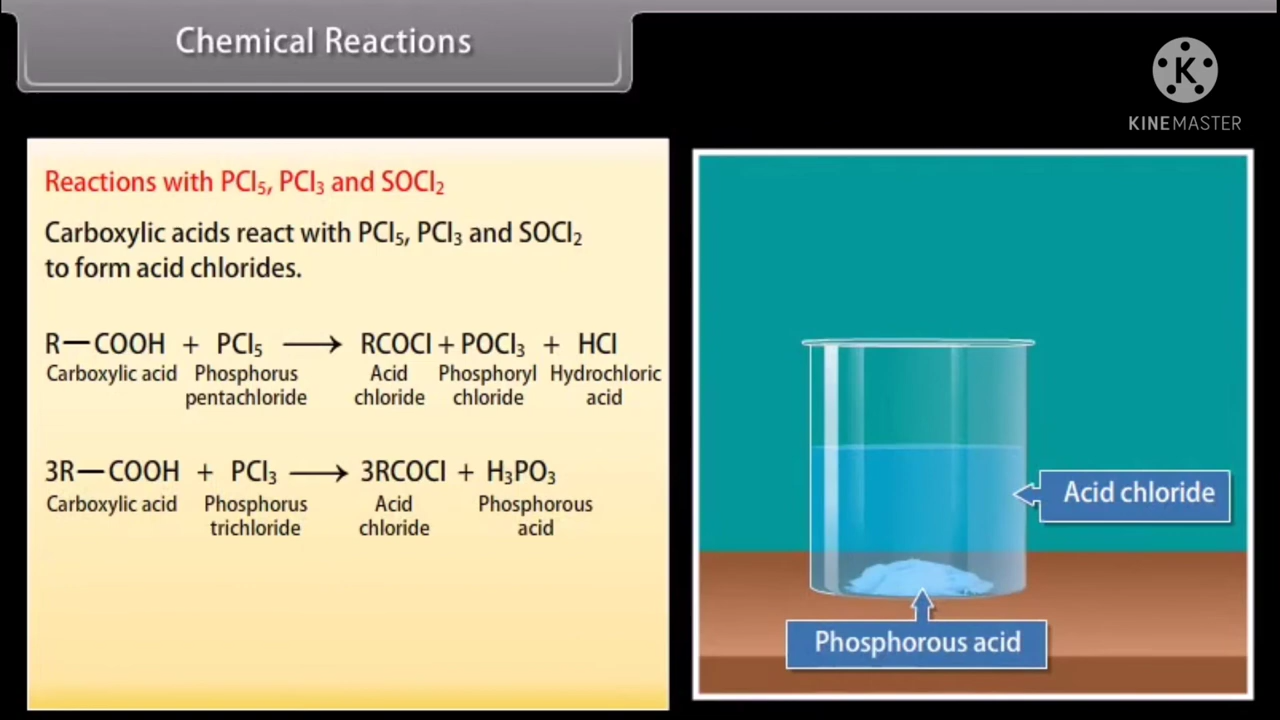 Chemical Reactions
K
KINEMASTER
Reactions with PCl₅, PCl₃ and SOCl₂
Carboxylic acids react with PCl₅, PCl₃ and SOCl₂
to form acid chlorides.
R—COOH + PCl₅ ⟶ RCOCl + POCl₃ + HCl
Carboxylic acid Phosphorus Acid Phosphoryl Hydrochloric
pentachloride chloride chloride acid
3R—COOH + PCl₃ ⟶ 3RCOCl + H₃PO₃
Carboxylic acid Phosphorus Acid Phosphorous
trichloride chloride acid
Acid chloride
Phosphorous acid